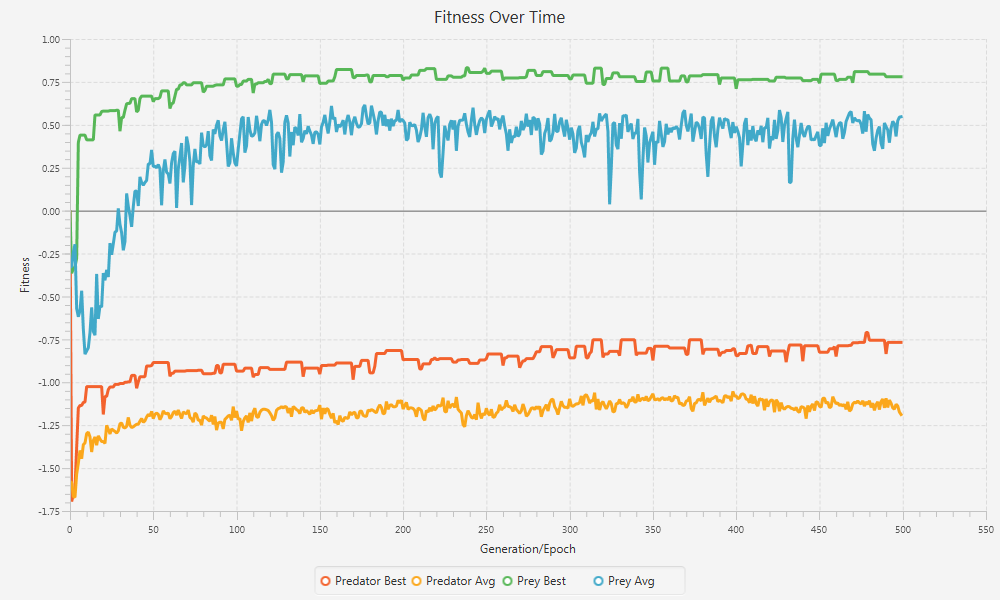 Fitness Over Time
1.00
0.75
0.50
0.25
0.00
-0.25
-0.50
-0.75
-1.00
-1.25
-1.50
-1.75
Fitness
0 50 100 150 200 250 300 350 400 450 500 550
Generation/Epoch
Predator Best Predator Avg Prey Best Prey Avg